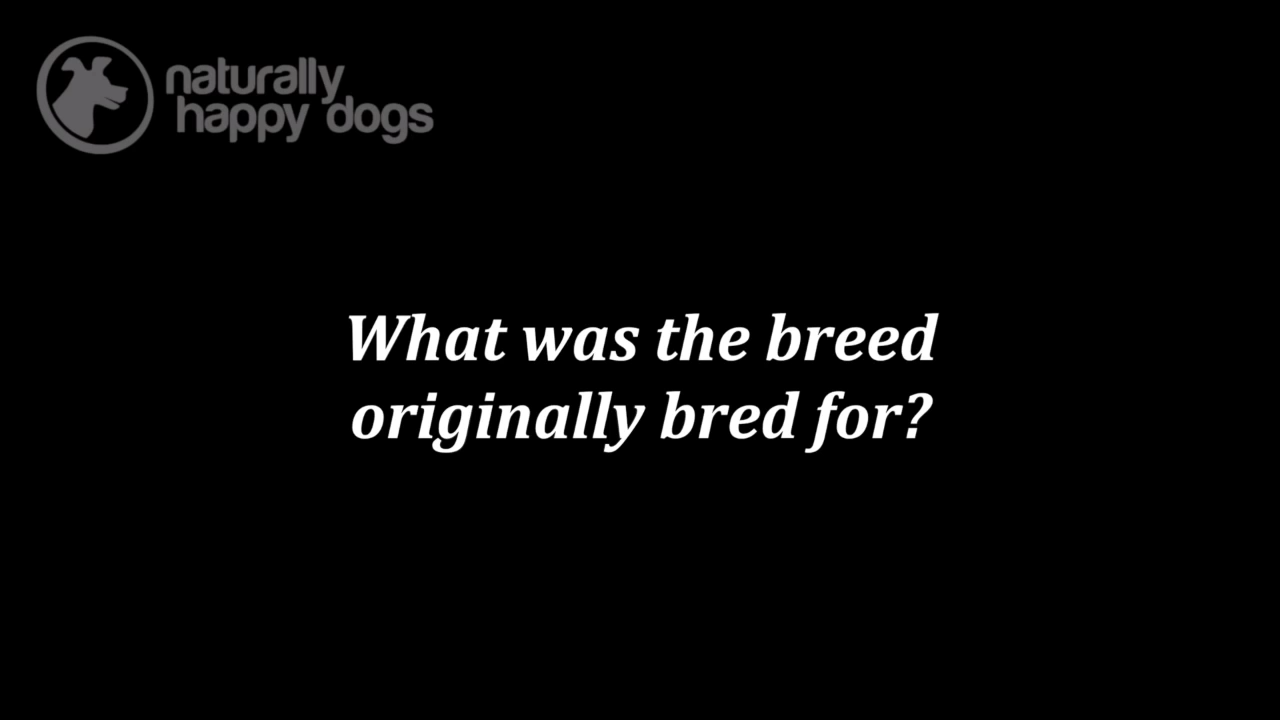 naturally
happy dogs
What was the breed
originally bred for?